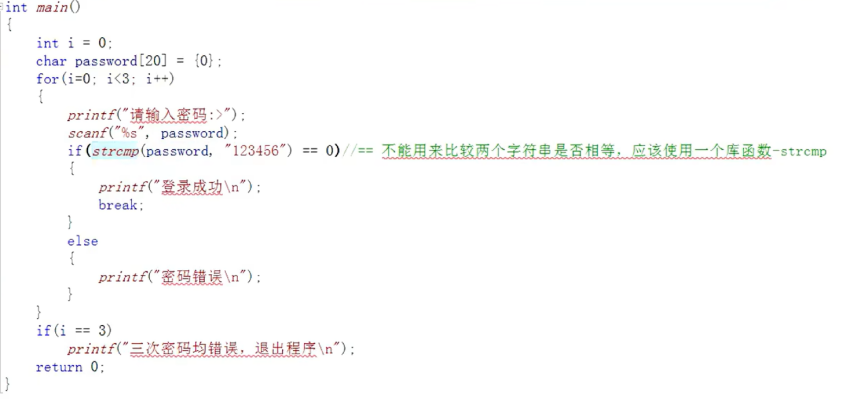 int main()
{
    int i = 0;
    char password[20] = {0};
    for(i=0; i<3; i++)
    {
        printf("请输入密码:>");
        scanf("%s", password);
        if(strcmp(password, "123456") == 0)//== 不能用来比较两个字符串是否相等，应该使用一个库函数-strcmp
        {
            printf("登录成功\n");
            break;
        }
        else
        {
            printf("密码错误\n");
        }
    }
    if(i == 3)
        printf("三次密码均错误，退出程序\n");
    return 0;
}